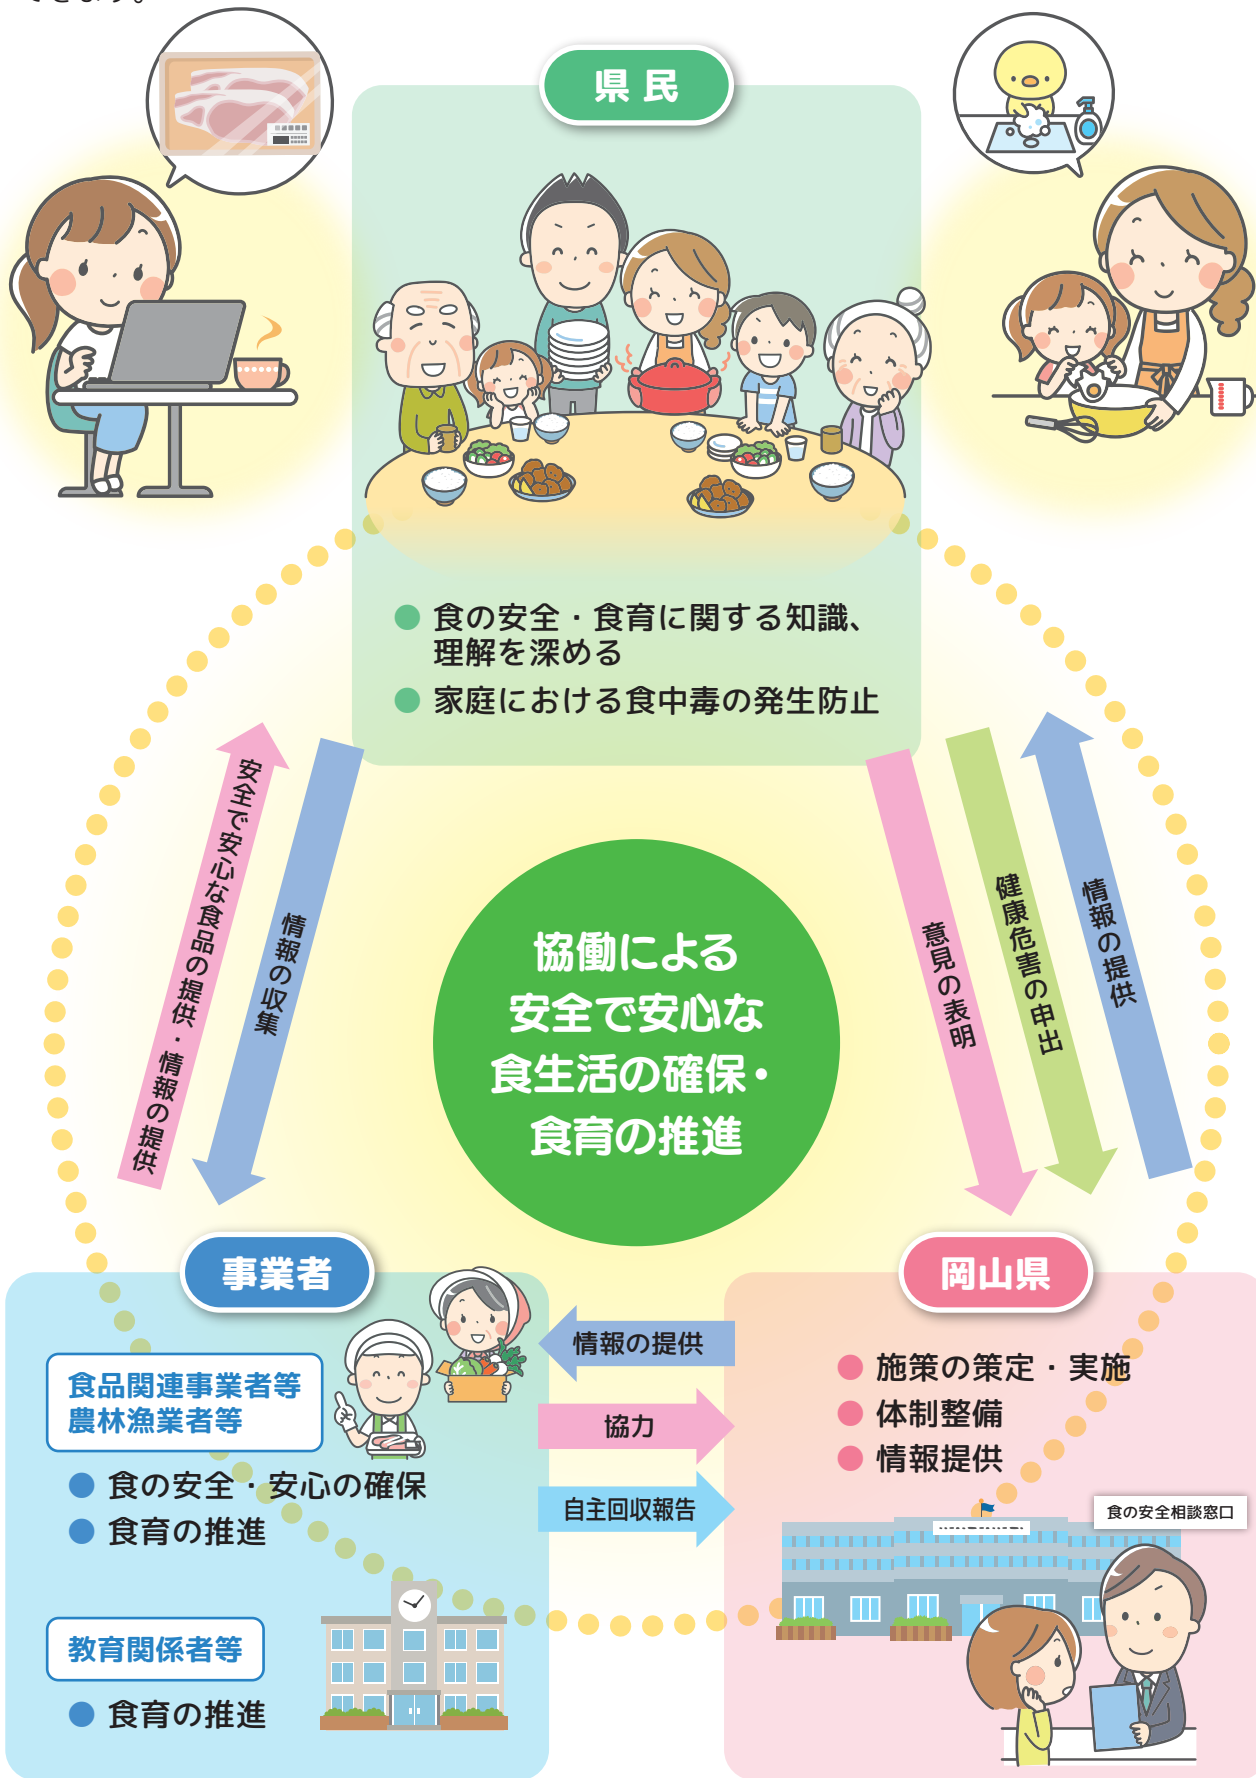 できます。
県民
食の安全・食育に関する知識、
理解を深める
家庭における食中毒の発生防止
安全で安心な食品の提供・情報の提供
情報の収集
意見の表明
健康危害の申出
情報の提供
協働による
安全で安心な
食生活の確保・
食育の推進
事業者
食品関連事業者等
農林漁業者等
食の安全・安心の確保
食育の推進
教育関係者等
食育の推進
情報の提供
協力
自主回収報告
岡山県
施策の策定・実施
体制整備
情報提供
食の安全相談窓口